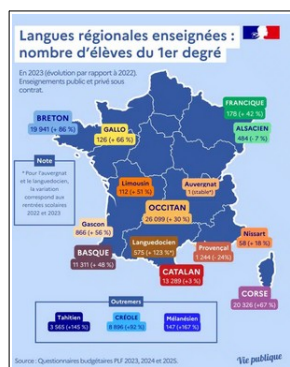 Langues régionales enseignées :
nombre d'élèves du 1er degré
En 2023 (évolution par rapport à 2022).
Enseignements public et privé sous
contrat.
FRANCIQUE
178 (+ 42 %)
BRETON
19 941 (+ 86 %)
GALLO
126 (+ 66 %)
ALSACIEN
484 (-7 %)
Note
* Pour l'auvergnat
et le languedocien,
la variation
correspond aux
rentrées scolaires
2022 et 2023
Limousin
112 (+ 51 %)
Auvergnat
1 (stable*)
OCCITAN
26 099 (+ 30 %)
Gascon
866 (+ 56 %)
Nissart
58 (+ 18 %)
BASQUE
11 311 (+ 48 %)
Languedocien
575 (+ 123 %*)
Provençal
1 244 (- 24%)
CATALAN
13 289 (+3 %)
CORSE
20 326 (+67 %)
Outremers
Tahitien
3 565 (+145 %)
CRÉOLE
8 896 (+92 %)
Mélanésien
147 (+167 %)
Source : Questionnaires budgétaires PLF 2023, 2024 et 2025.
Vie publique